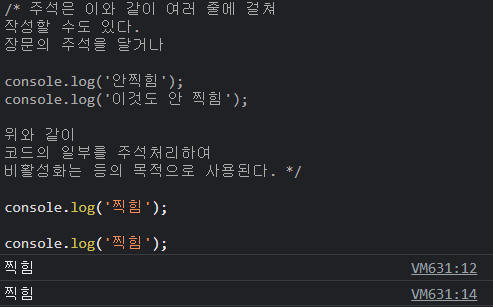 /* 주석은 이와 같이 여러 줄에 걸쳐
작성할 수도 있다.
장문의 주석을 달거나
console.log('안찍힘');
console.log('이것도 안 찍힘');
위와 같이
코드의 일부를 주석처리하여
비활성화는 등의 목적으로 사용된다. */
console.log('찍힘');
console.log('찍힘');
찍힘 VM631:12
찍힘 VM631:14